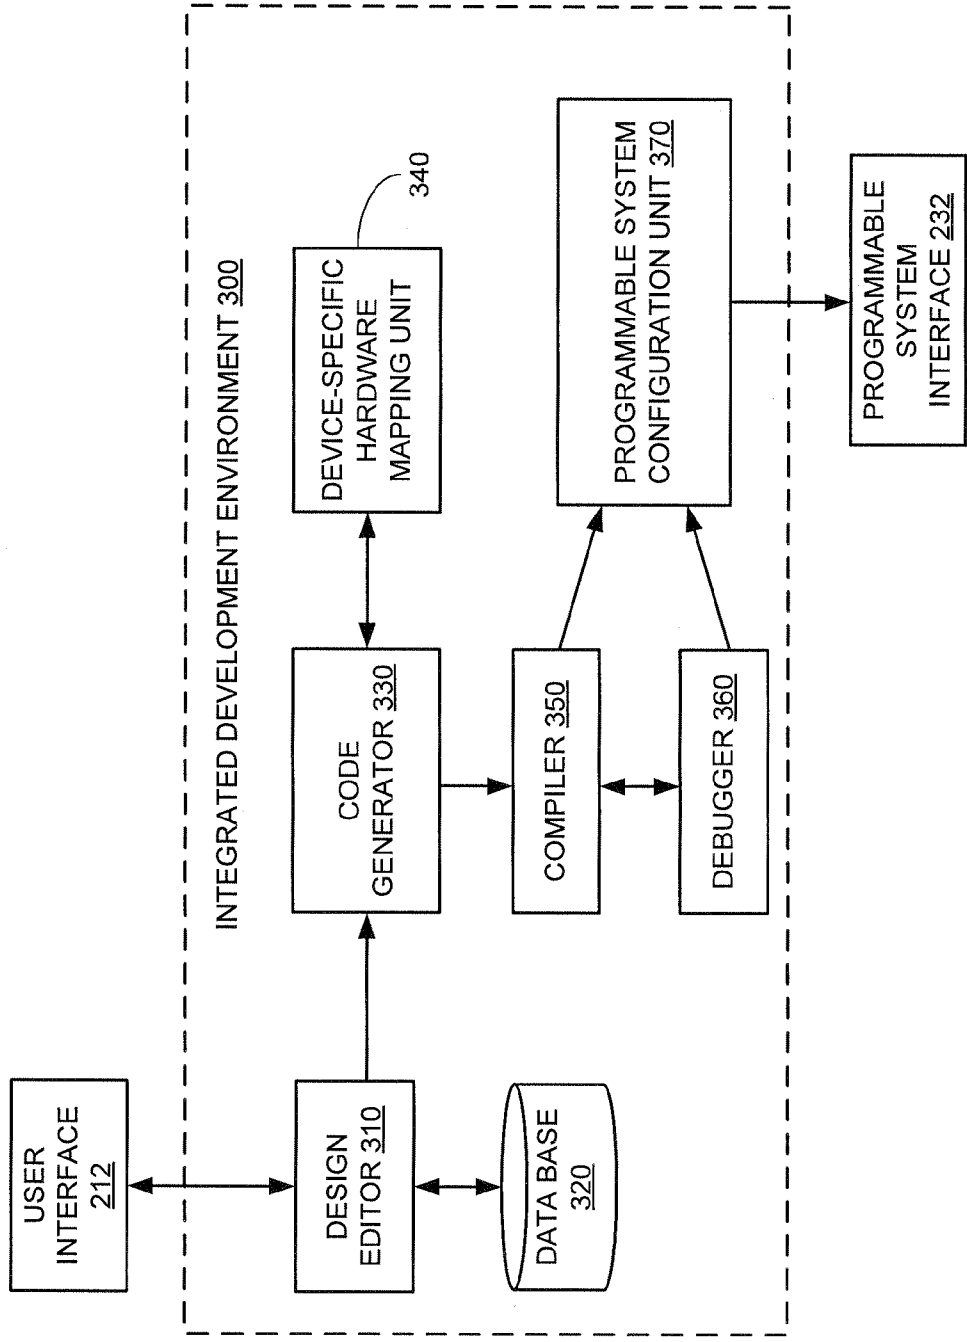 USER
INTERFACE
212
INTEGRATED DEVELOPMENT ENVIRONMENT 300
DESIGN
EDITOR 310
CODE
GENERATOR 330
DEVICE-SPECIFIC
HARDWARE
MAPPING UNIT
340
DATA BASE
320
COMPILER 350
DEBUGGER 360
PROGRAMMABLE SYSTEM
CONFIGURATION UNIT 370
PROGRAMMABLE
SYSTEM
INTERFACE 232